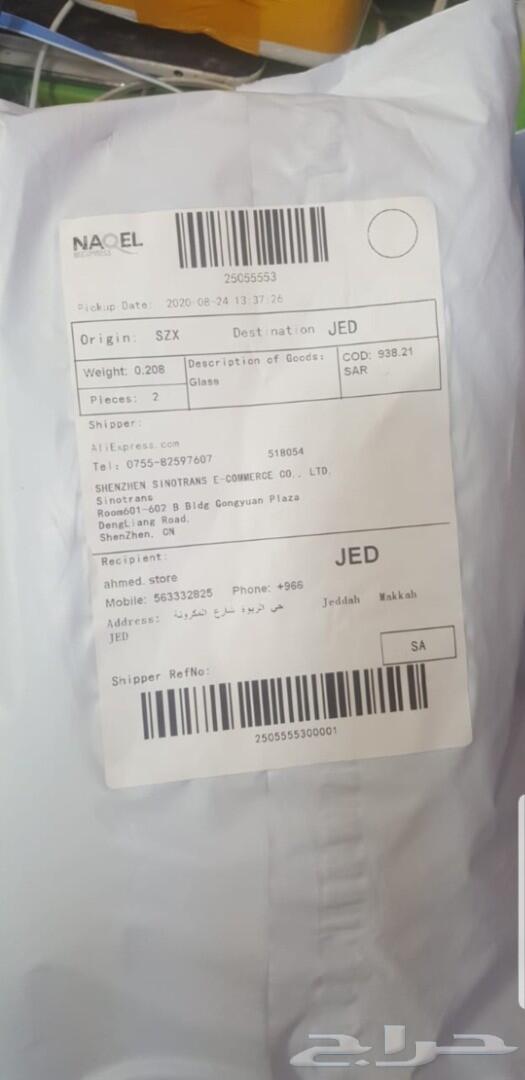 NAQEL
EXPRESS
25055553
Pickup Date: 2020-08-24 13:37:26
Origin: SZX Destination JED
Weight: 0.208 Description of Goods: COD: 938.21
Glass SAR
Pieces: 2
Shipper:
AliExpress.com
Tel: 0755-82597607 518054
SHENZHEN SINOTRANS E-COMMERCE CO., LTD.
Sinotrans
Room601-602 B Bldg Gongyuan Plaza
DengLiang Road,
ShenZhen, CN
Recipient: JED
ahmed.store
Mobile: 563332825 Phone: +966
Address: حي الربوة شارع المكرونة Jeddah Makkah
JED
SA
Shipper RefNo:
2505555300001
حراج